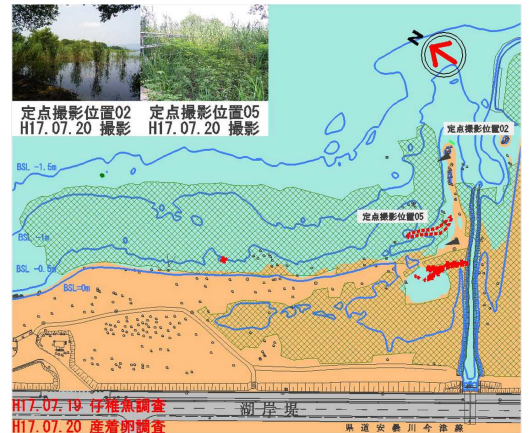 定点撮影位置02
H17.07.20 撮影
定点撮影位置05
H17.07.20 撮影
N
定点撮影位置02
BSL -1.5m
定点撮影位置05
BSL -1m
BSL -0.5m
BSL=0m
H17.07.19 仔稚魚調査
H17.07.20 産着卵調査
湖岸堤
県道安曇川今津線